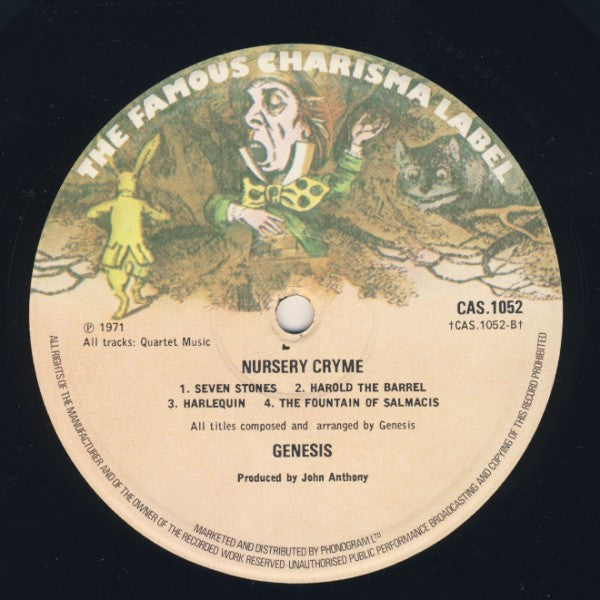 THE FAMOUS CHARISMA LABEL
CAS.1052
℗ 1971
†CAS.1052-B†
All tracks: Quartet Music
NURSERY CRYME
1. SEVEN STONES 2. HAROLD THE BARREL
3. HARLEQUIN 4. THE FOUNTAIN OF SALMACIS
All titles composed and arranged by Genesis
GENESIS
Produced by John Anthony
ALL RIGHTS OF THE MANUFACTURER AND OF THE OWNER OF THE RECORDED WORK RESERVED·UNAUTHORISED PUBLIC PERFORMANCE BROADCASTING AND COPYING OF THIS RECORD PROHIBITED
MARKETED AND DISTRIBUTED BY PHONOGRAM LTD